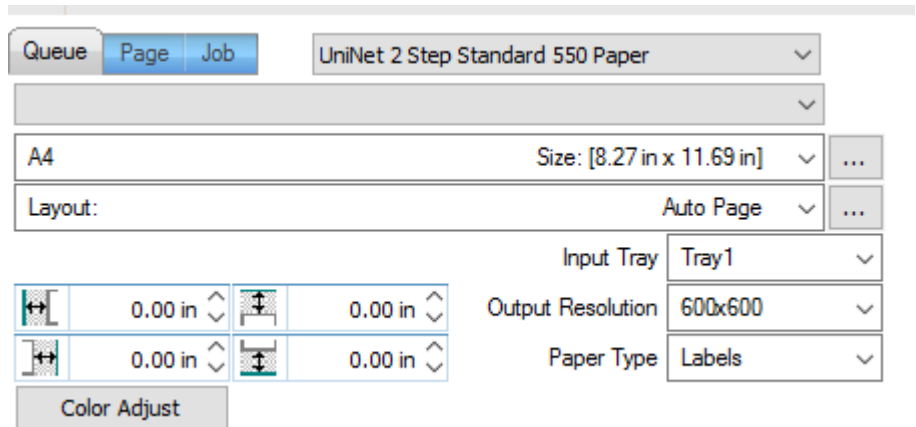 Queue Page Job UniNet 2 Step Standard 550 Paper
A4 Size: [8.27 in x 11.69 in] ...
Layout: Auto Page ...
Input Tray Tray1
0.00 in 0.00 in Output Resolution 600x600
0.00 in 0.00 in Paper Type Labels
Color Adjust